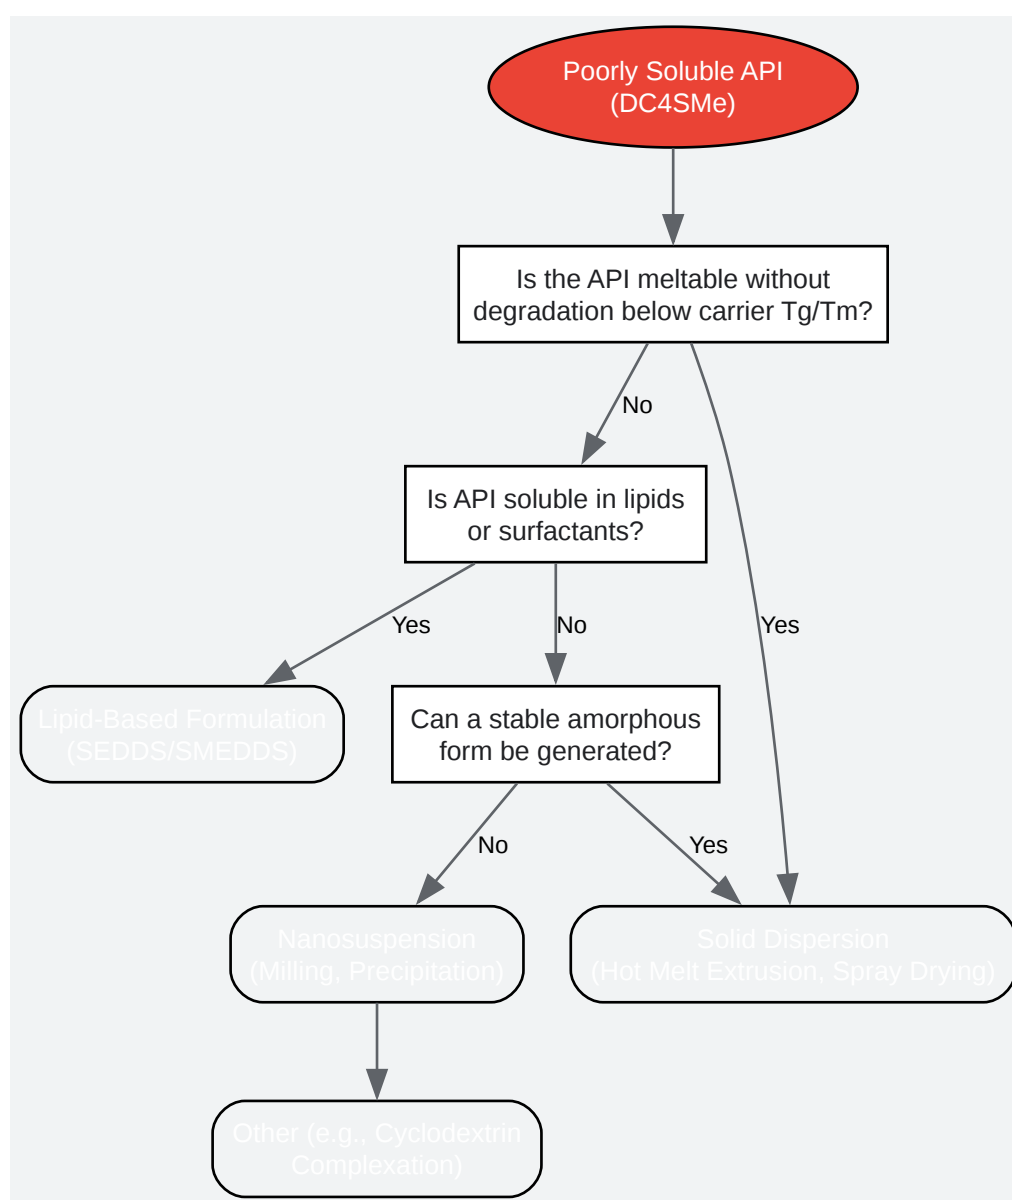 Poorly Soluble API
(DC4SMe)
Is the API meltable without
degradation below carrier Tg/Tm?
No
Is API soluble in lipids
or surfactants?
Yes
No
Yes
Lipid-Based Formulation
(SEDDS/SMEDDS)
Can a stable amorphous
form be generated?
No
Yes
Nanosuspension
(Milling, Precipitation)
Solid Dispersion
(Hot Melt Extrusion, Spray Drying)
Other (e.g., Cyclodextrin
Complexation)